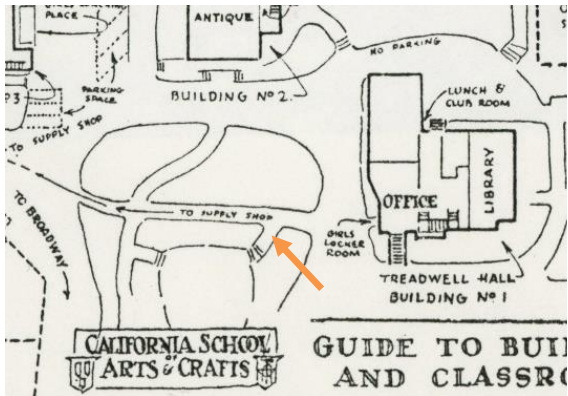 PLACE
PARKING
SPACE
ANTIQUE
BUILDING Nº 2.
NO PARKING
LUNCH &
CLUB ROOM
TO SUPPLY SHOP
TO BROADWAY
TO SUPPLY SHOP
OFFICE
LIBRARY
GIRLS
LOCKER
ROOM
TREADWELL HALL
BUILDING Nº 1
CALIFORNIA SCHOOL
OF
ARTS & CRAFTS
GUIDE TO BUI
AND CLASSRO